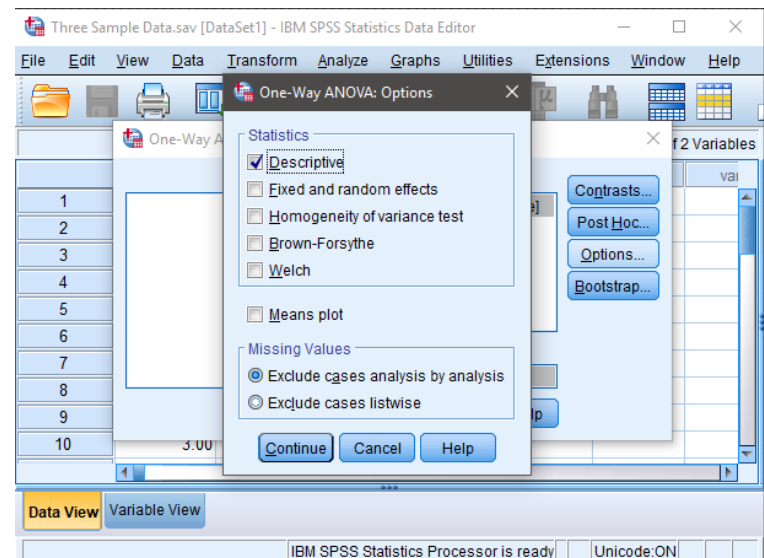 Three Sample Data.sav [DataSet1] - IBM SPSS Statistics Data Editor
File Edit View Data Transform Analyze Graphs Utilities Extensions Window Help
One-Way ANOVA: Options
One-Way A
f 2 Variables
Statistics
Descriptive
Fixed and random effects
Homogeneity of variance test
Brown-Forsythe
Welch
Means plot
Missing Values
Exclude cases analysis by analysis
Exclude cases listwise
Continue Cancel Help
e]
Contrasts...
Post Hoc...
Options...
Bootstrap...
lp
var
1
2
3
4
5
6
7
8
9
10 3.00
Data View Variable View
IBM SPSS Statistics Processor is ready Unicode:ON